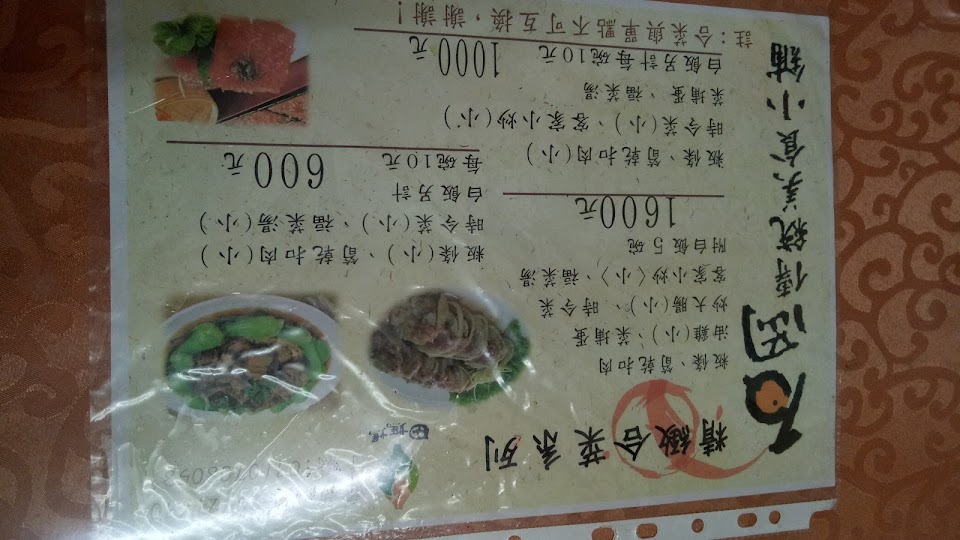 石岡傳統美食小鋪
精緻合菜系列
粄條、筍乾扣肉
油雞(小)、菜埔蛋
炒大腸(小)、時令菜
客家小炒〈小〉、福菜湯
附白飯5碗
1600元
粄條、筍乾扣肉(小)
時令菜(小)、客家小炒(小)
菜埔蛋、福菜湯
白飯另計每碗10元 1000元
註:合菜與單點不可互換,謝謝!
粄條(小)、筍乾扣肉(小)
時令菜(小)、福菜湯(小)
白飯另計
每碗10元 600元